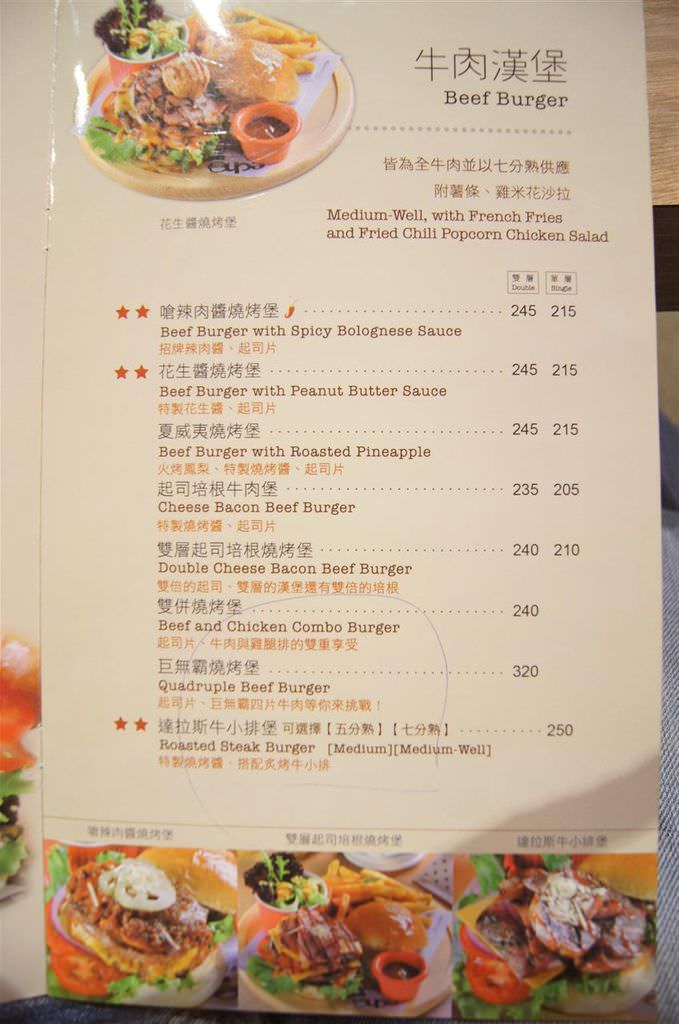 牛肉漢堡
Beef Burger
皆為全牛肉並以七分熟供應
附薯條、雞米花沙拉
Medium-Well, with French Fries
and Fried Chili Popcorn Chicken Salad
花生醬燒烤堡
雙層 單層
Double Single
★★ 嗆辣肉醬燒烤堡 245 215
Beef Burger with Spicy Bolognese Sauce
招牌辣肉醬、起司片
★★ 花生醬燒烤堡 245 215
Beef Burger with Peanut Butter Sauce
特製花生醬、起司片
夏威夷燒烤堡 245 215
Beef Burger with Roasted Pineapple
火烤鳳梨、特製燒烤醬、起司片
起司培根牛肉堡 235 205
Cheese Bacon Beef Burger
特製燒烤醬、起司片
雙層起司培根燒烤堡 240 210
Double Cheese Bacon Beef Burger
雙倍的起司、雙層的漢堡還有雙倍的培根
雙併燒烤堡 240
Beef and Chicken Combo Burger
起司片、牛肉與雞腿排的雙重享受
巨無霸燒烤堡 320
Quadruple Beef Burger
起司片、巨無霸四片牛肉等你來挑戰！
★★ 達拉斯牛小排堡 可選擇【五分熟】【七分熟】 250
Roasted Steak Burger [Medium][Medium-Well]
特製燒烤醬、搭配炙烤牛小排
嗆辣肉醬燒烤堡 雙層起司培根燒烤堡 達拉斯牛小排堡